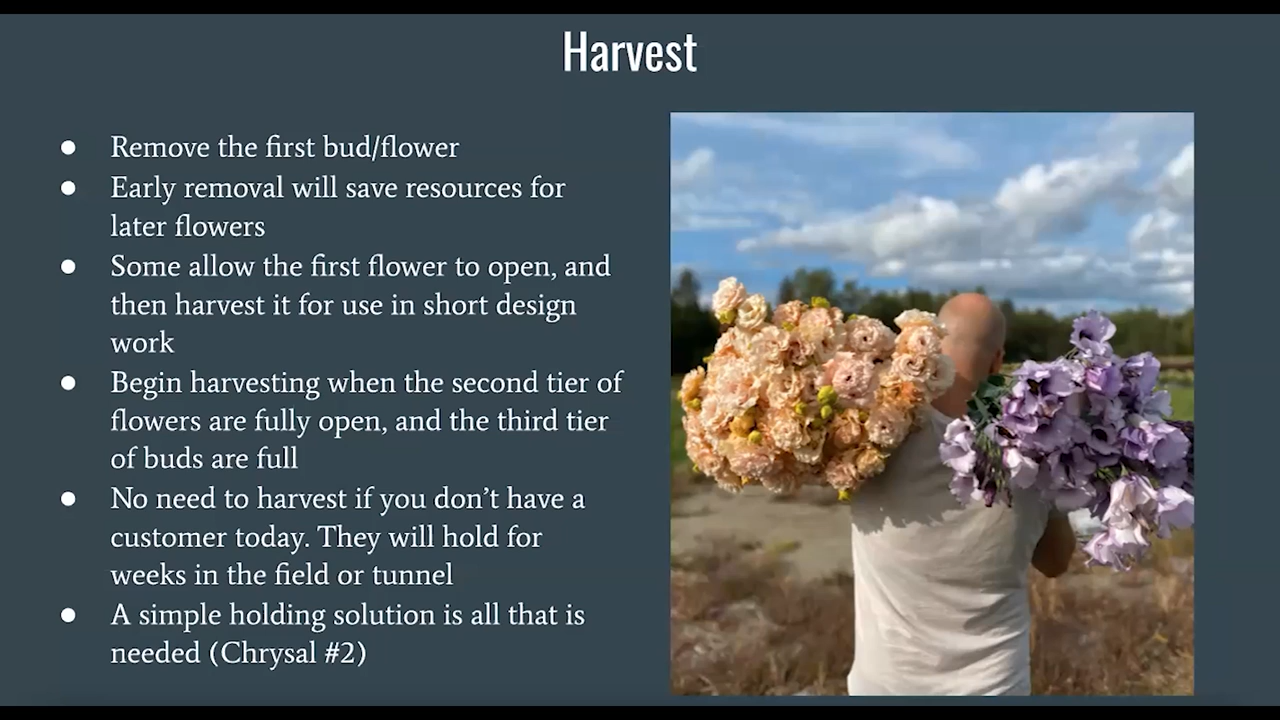 Harvest
● Remove the first bud/flower
● Early removal will save resources for
later flowers
● Some allow the first flower to open, and
then harvest it for use in short design
work
● Begin harvesting when the second tier of
flowers are fully open, and the third tier
of buds are full
● No need to harvest if you don’t have a
customer today. They will hold for
weeks in the field or tunnel
● A simple holding solution is all that is
needed (Chrysal #2)